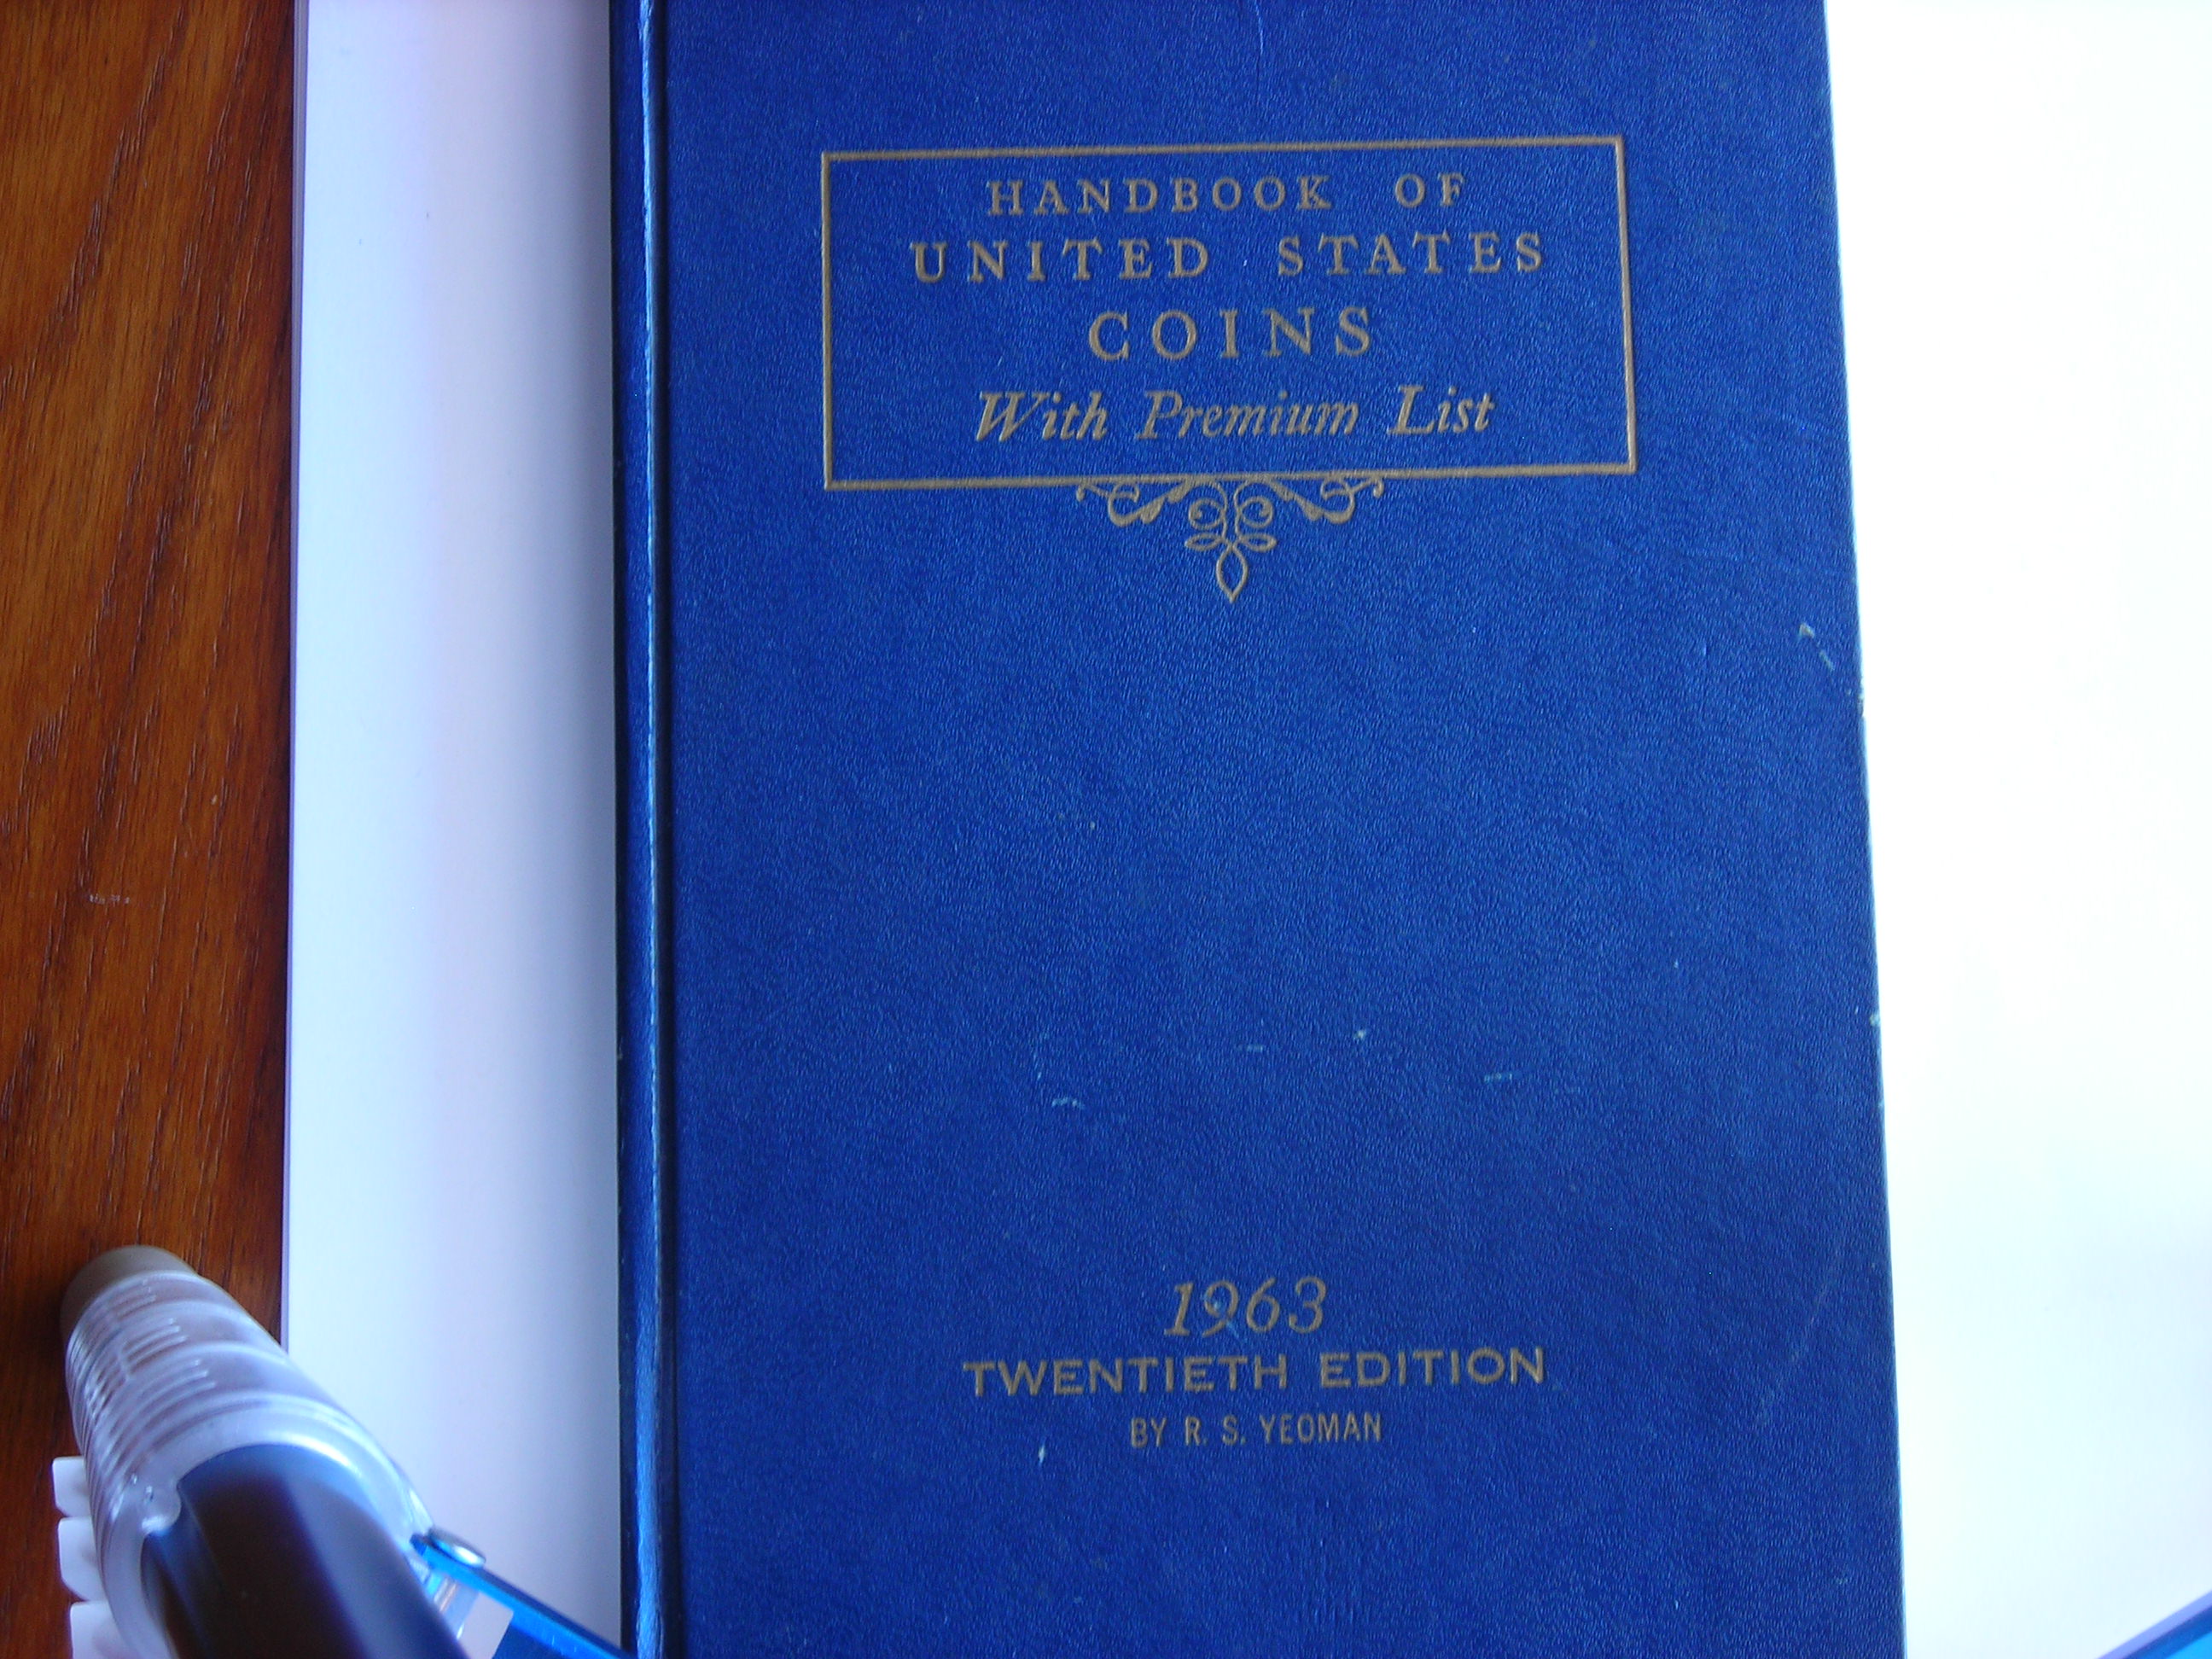 HANDBOOK OF
UNITED STATES
COINS
With Premium List
1963
TWENTIETH EDITION
BY R. S. YEOMAN